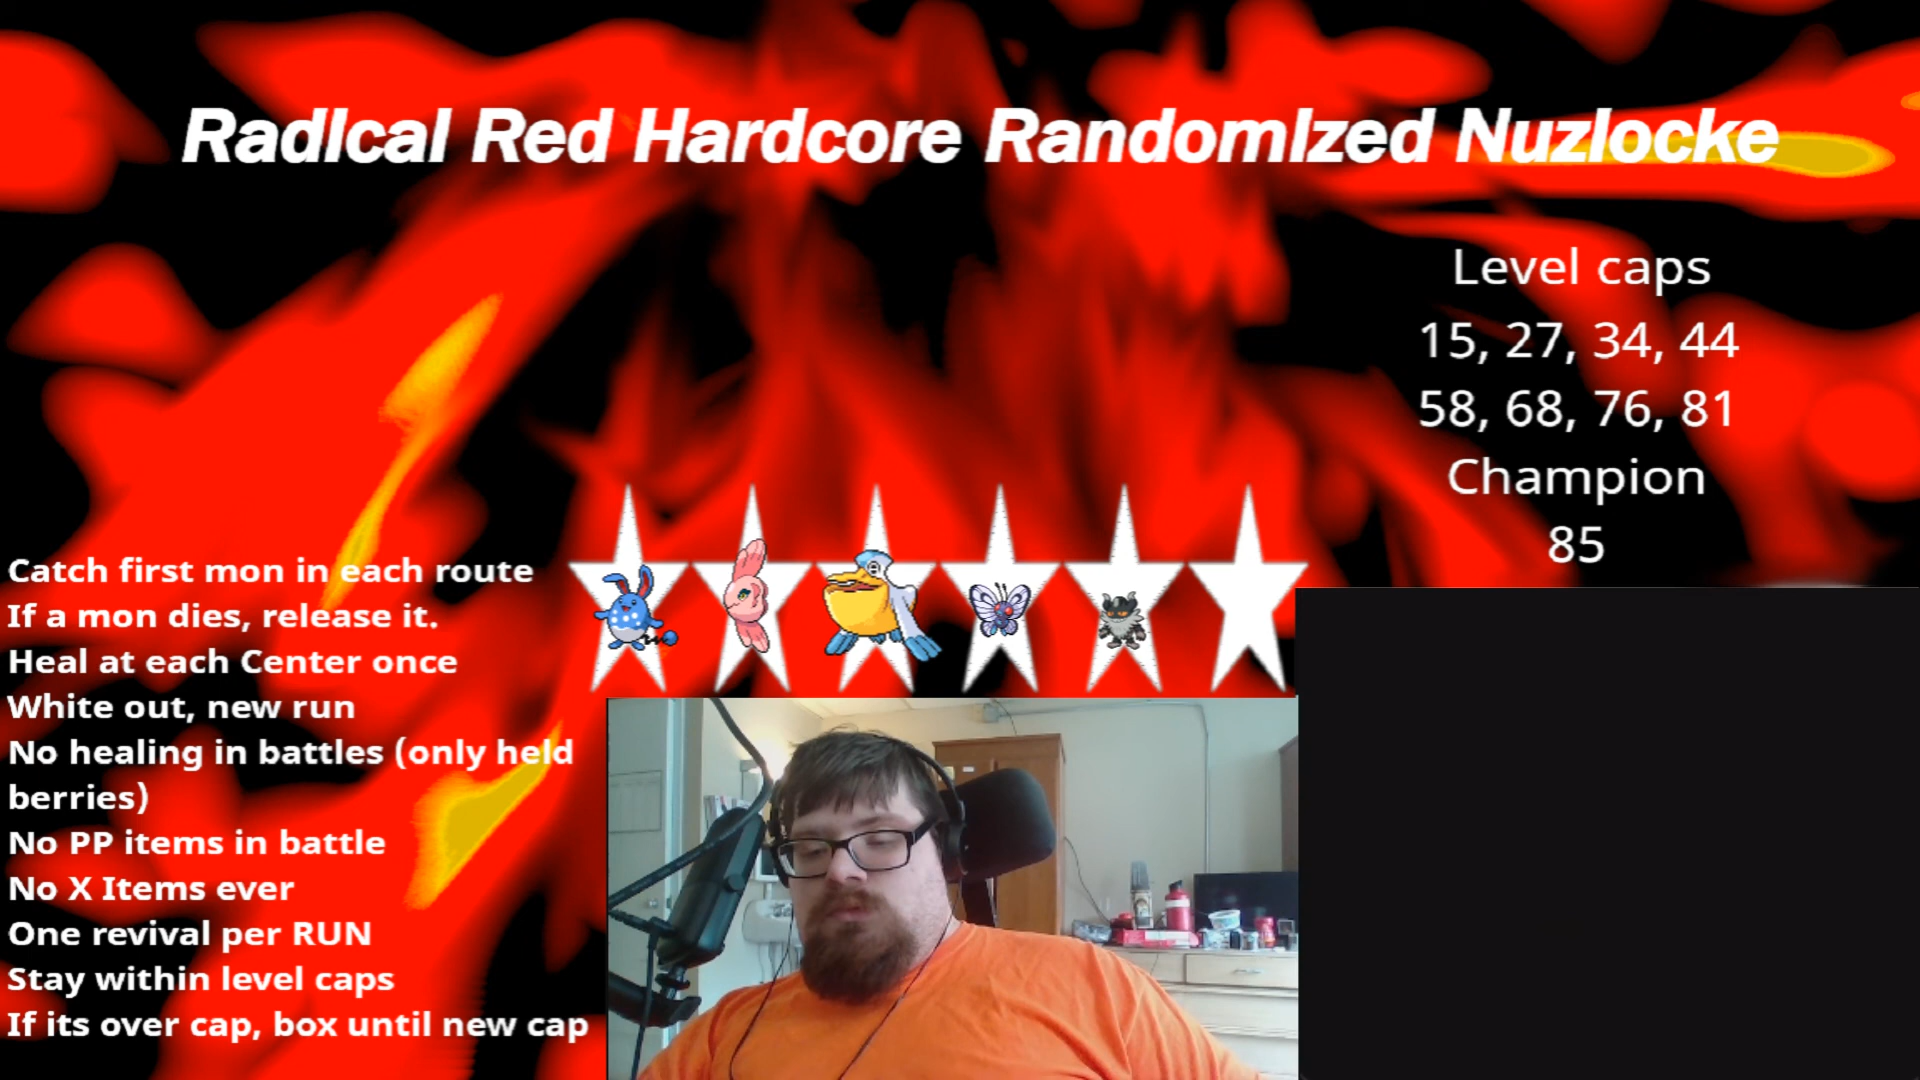 RadIcal Red Hardcore RandomIzed Nuzlocke
Level caps
15, 27, 34, 44
58, 68, 76, 81
Champion
85
Catch first mon in each route
If a mon dies, release it.
Heal at each Center once
White out, new run
No healing in battles (only held
berries)
No PP items in battle
No X Items ever
One revival per RUN
Stay within level caps
If its over cap, box until new cap